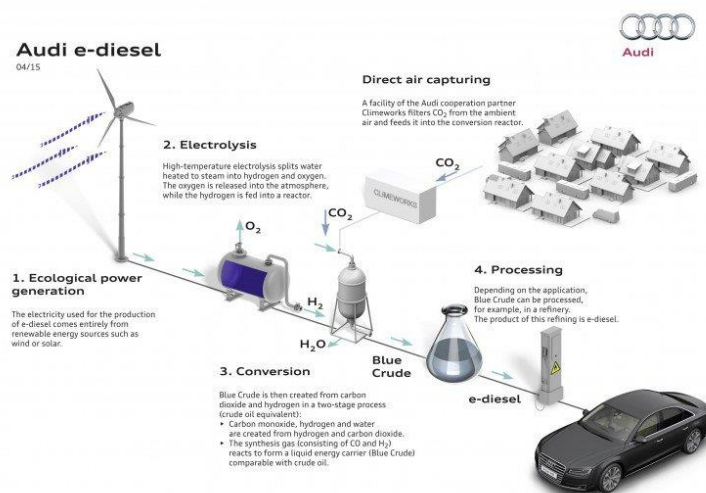 Audi e-diesel
04/15
Audi
Direct air capturing
A facility of the Audi cooperation partner
Climeworks filters CO₂ from the ambient
air and feeds it into the conversion reactor.
2. Electrolysis
High-temperature electrolysis splits water
heated to steam into hydrogen and oxygen.
The oxygen is released into the atmosphere,
while the hydrogen is fed into a reactor.
CO₂
CLIMEWORKS
CO₂
O₂
1. Ecological power
generation
The electricity used for the production
of e-diesel comes entirely from
renewable energy sources such as
wind or solar.
H₂
H₂O
4. Processing
Depending on the application,
Blue Crude can be processed,
for example, in a refinery.
The product of this refining is e-diesel.
Blue
Crude
e-diesel
3. Conversion
Blue Crude is then created from carbon
dioxide and hydrogen in a two-stage process
(crude oil equivalent):
▸ Carbon monoxide, hydrogen and water
are created from hydrogen and carbon dioxide.
▸ The synthesis gas (consisting of CO and H₂)
reacts to form a liquid energy carrier (Blue Crude)
comparable with crude oil.